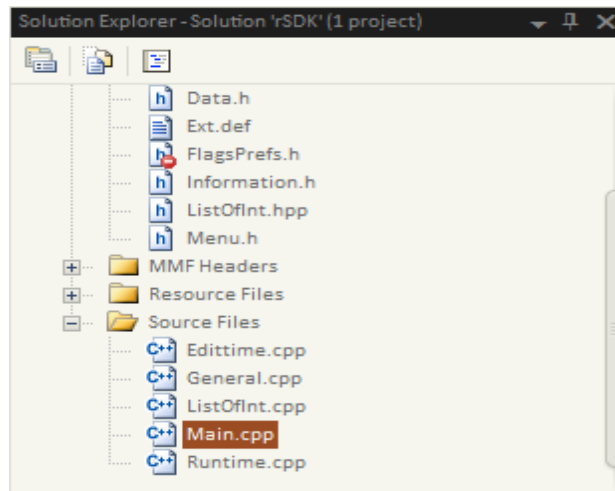 Solution Explorer - Solution 'rSDK' (1 project)
Data.h
Ext.def
FlagsPrefs.h
Information.h
ListOfInt.hpp
Menu.h
MMF Headers
Resource Files
Source Files
Edittime.cpp
General.cpp
ListOfInt.cpp
Main.cpp
Runtime.cpp